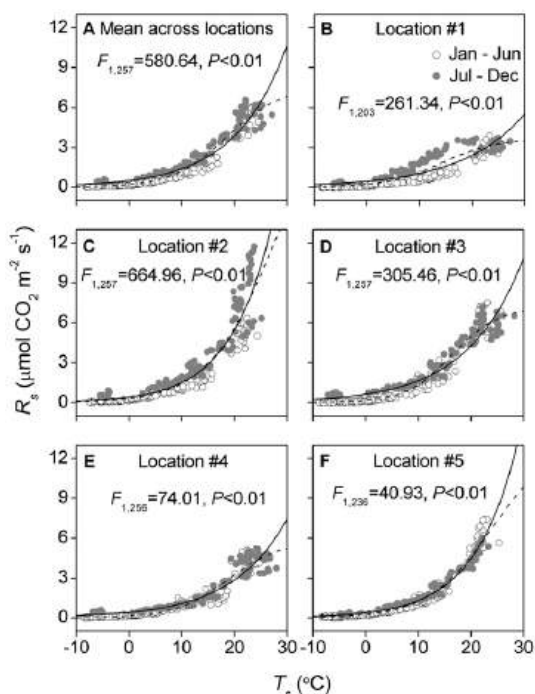 A Mean across locations
F1,257=580.64, P<0.01
12
9
6
3
0
B Location #1
Jan - Jun
Jul - Dec
F1,203=261.34, P<0.01
C Location #2
F1,257=664.96, P<0.01
12
9
6
3
0
D Location #3
F1,257=305.46, P<0.01
Rs (µmol CO2 m-2 s-1)
E Location #4
F1,256=74.01, P<0.01
12
9
6
3
0
-10 0 10 20 30
F Location #5
F1,236=40.93, P<0.01
-10 0 10 20 30
Ts (°C)